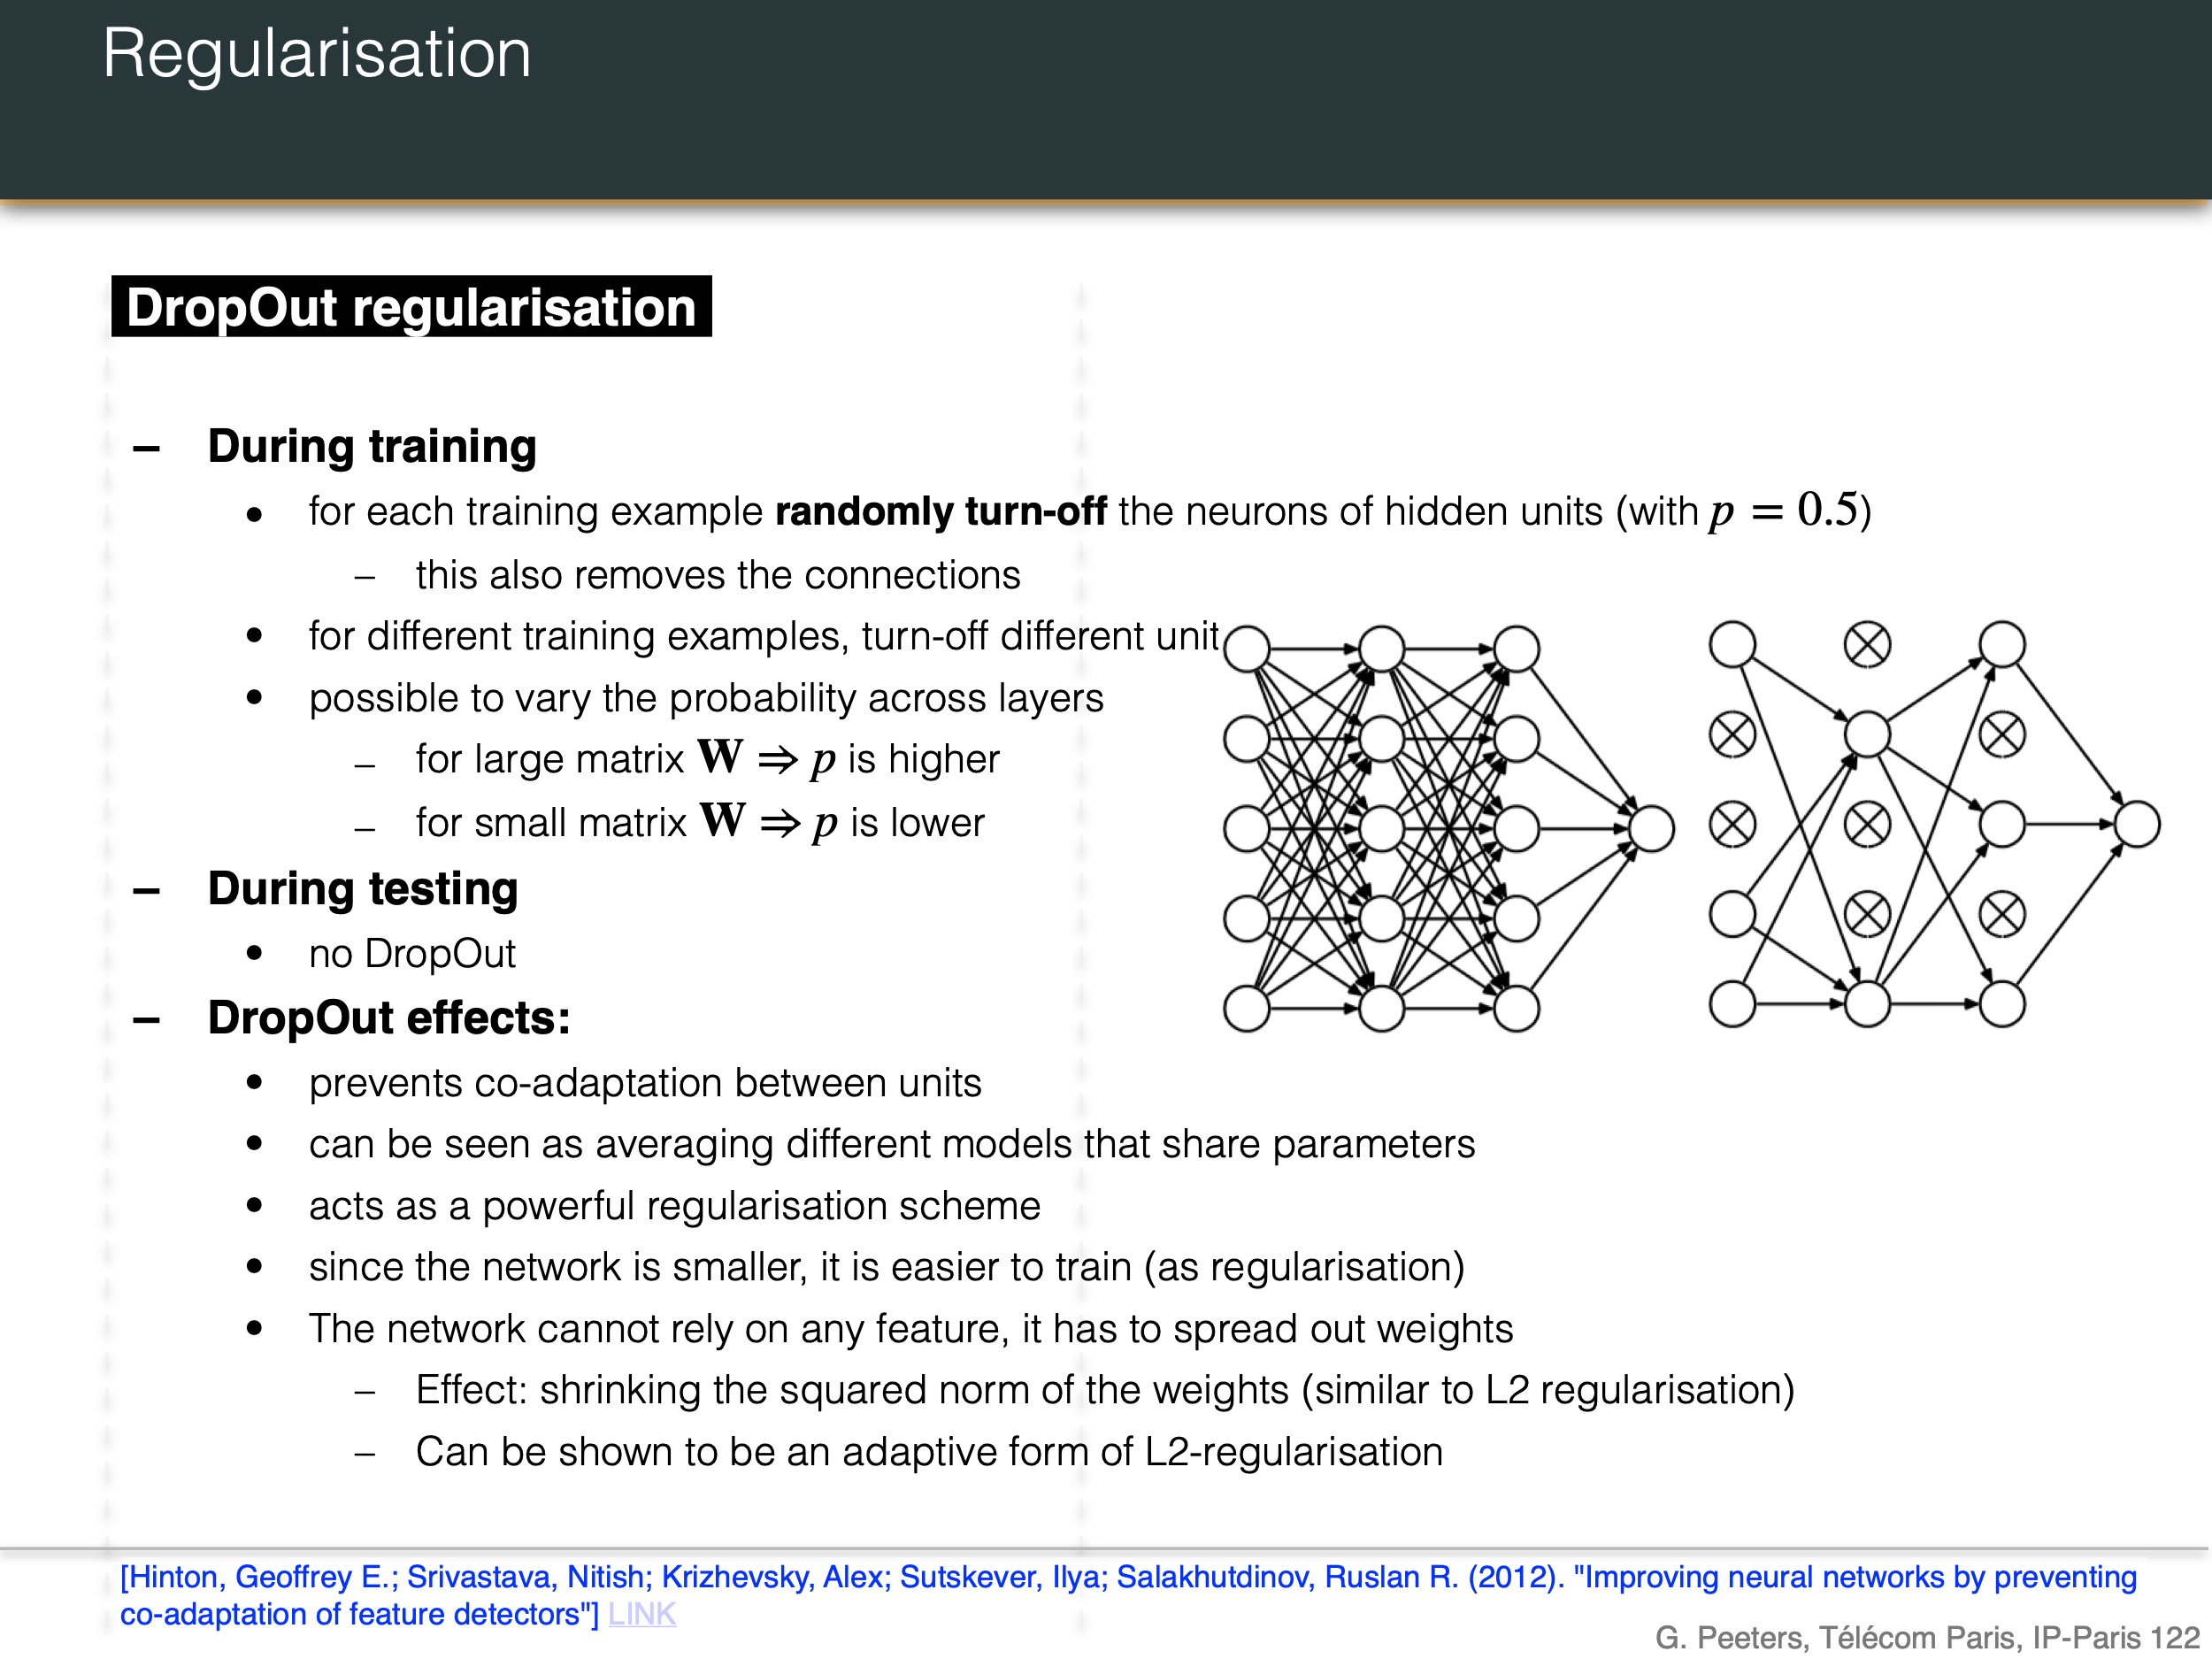 Regularisation
DropOut regularisation
– During training
• for each training example randomly turn-off the neurons of hidden units (with p = 0.5)
– this also removes the connections
• for different training examples, turn-off different unit
• possible to vary the probability across layers
– for large matrix W ⇒ p is higher
– for small matrix W ⇒ p is lower
– During testing
• no DropOut
– DropOut effects:
• prevents co-adaptation between units
• can be seen as averaging different models that share parameters
• acts as a powerful regularisation scheme
• since the network is smaller, it is easier to train (as regularisation)
• The network cannot rely on any feature, it has to spread out weights
– Effect: shrinking the squared norm of the weights (similar to L2 regularisation)
– Can be shown to be an adaptive form of L2-regularisation
[Hinton, Geoffrey E.; Srivastava, Nitish; Krizhevsky, Alex; Sutskever, Ilya; Salakhutdinov, Ruslan R. (2012). "Improving neural networks by preventing
co-adaptation of feature detectors"] LINK
G. Peeters, Télécom Paris, IP-Paris 122